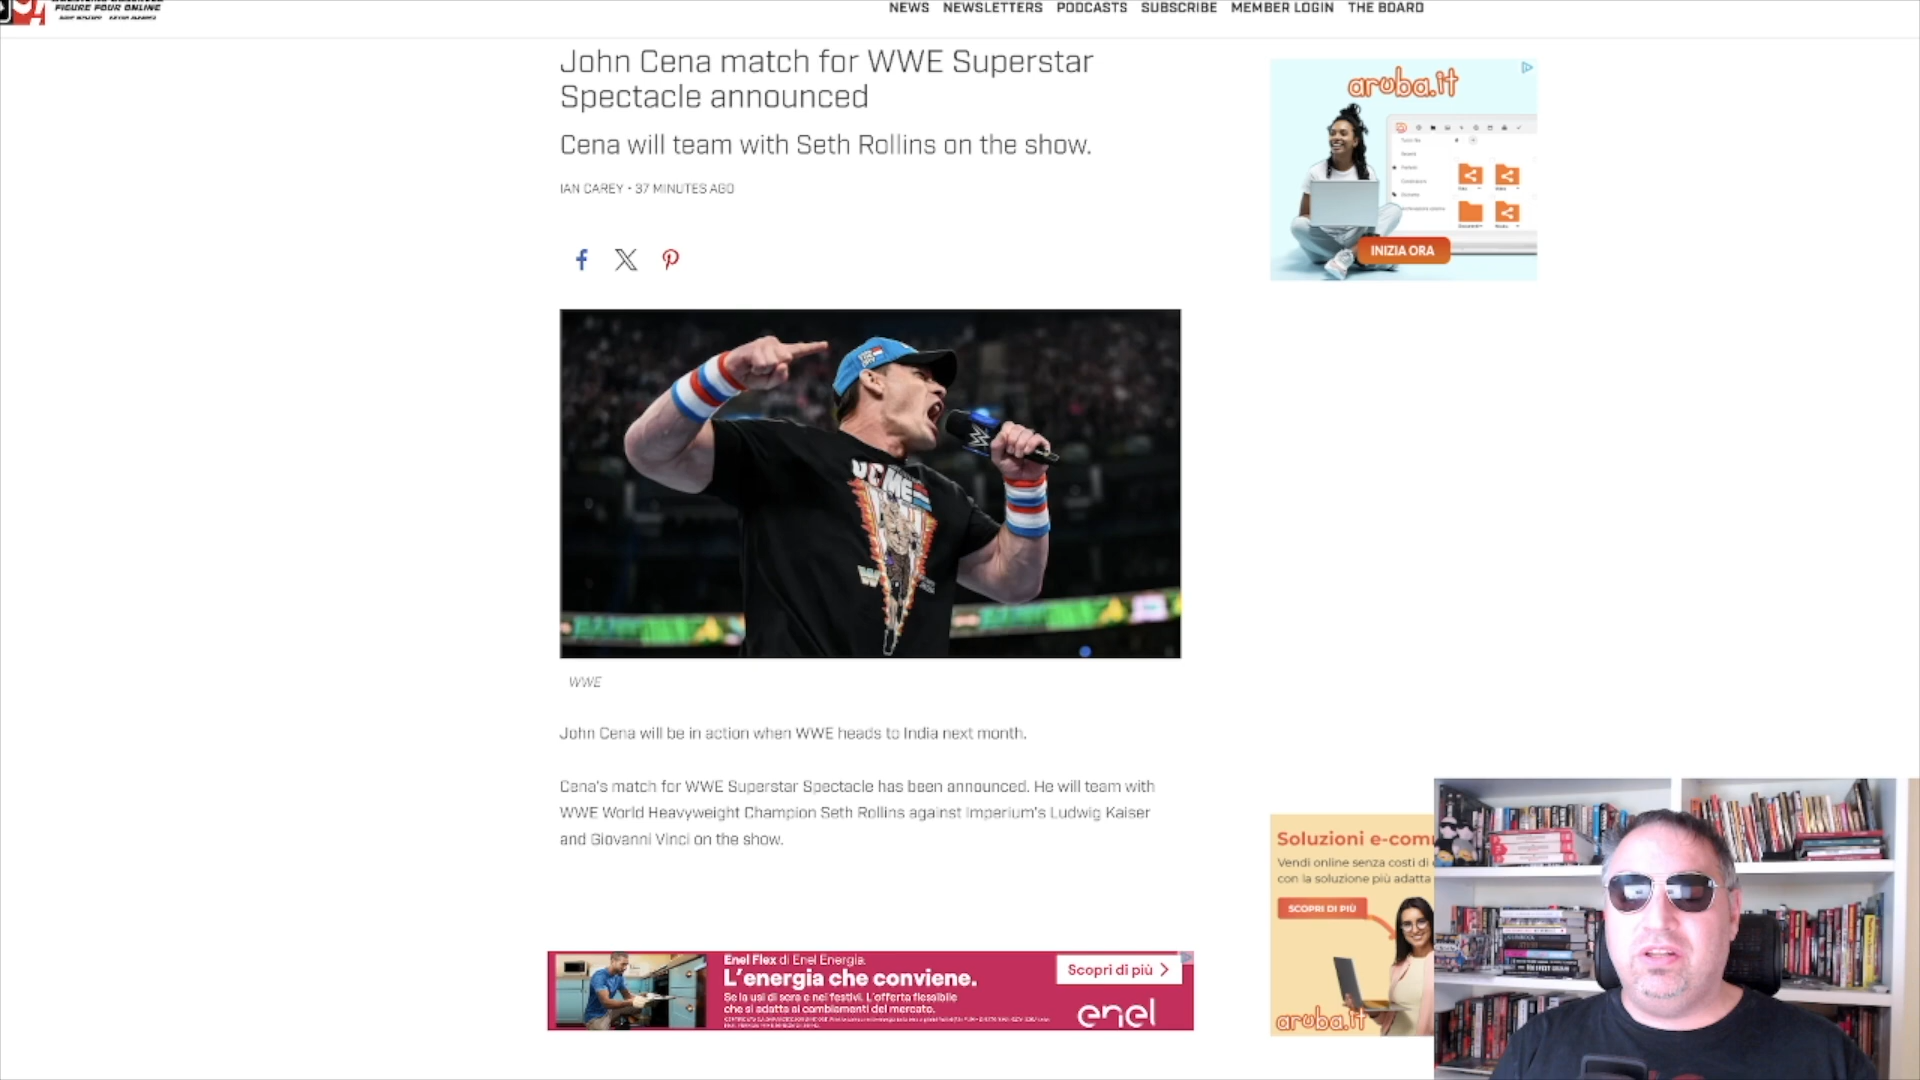 FIGURE FOUR ONLINE
NEWS NEWSLETTERS PODCASTS SUBSCRIBE MEMBER LOGIN THE BOARD
John Cena match for WWE Superstar
Spectacle announced
Cena will team with Seth Rollins on the show.
IAN CAREY • 37 MINUTES AGO
aruba.it
INIZIA ORA
WWE
John Cena will be in action when WWE heads to India next month.
Cena's match for WWE Superstar Spectacle has been announced. He will team with
WWE World Heavyweight Champion Seth Rollins against Imperium's Ludwig Kaiser
and Giovanni Vinci on the show.
Soluzioni e-com
Vendi online senza costi di
con la soluzione più adatta
SCOPRI DI PIÙ
aruba.it
Enel Flex di Enel Energia.
L'energia che conviene.
Se la usi di sera e nei festivi. L'offerta flessibile
che si adatta ai cambiamenti del mercato.
Scopri di più
enel